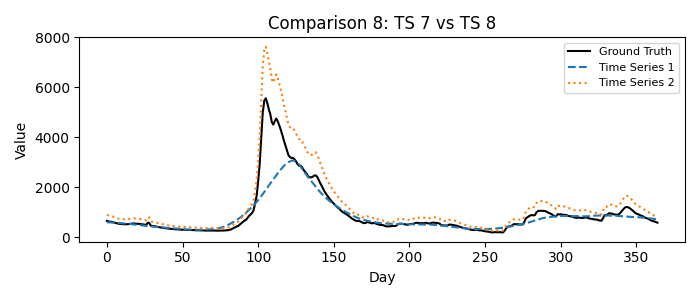 Comparison 8: TS 7 vs TS 8
8000
6000
4000
2000
0
Value
Ground Truth
Time Series 1
Time Series 2
0 50 100 150 200 250 300 350
Day